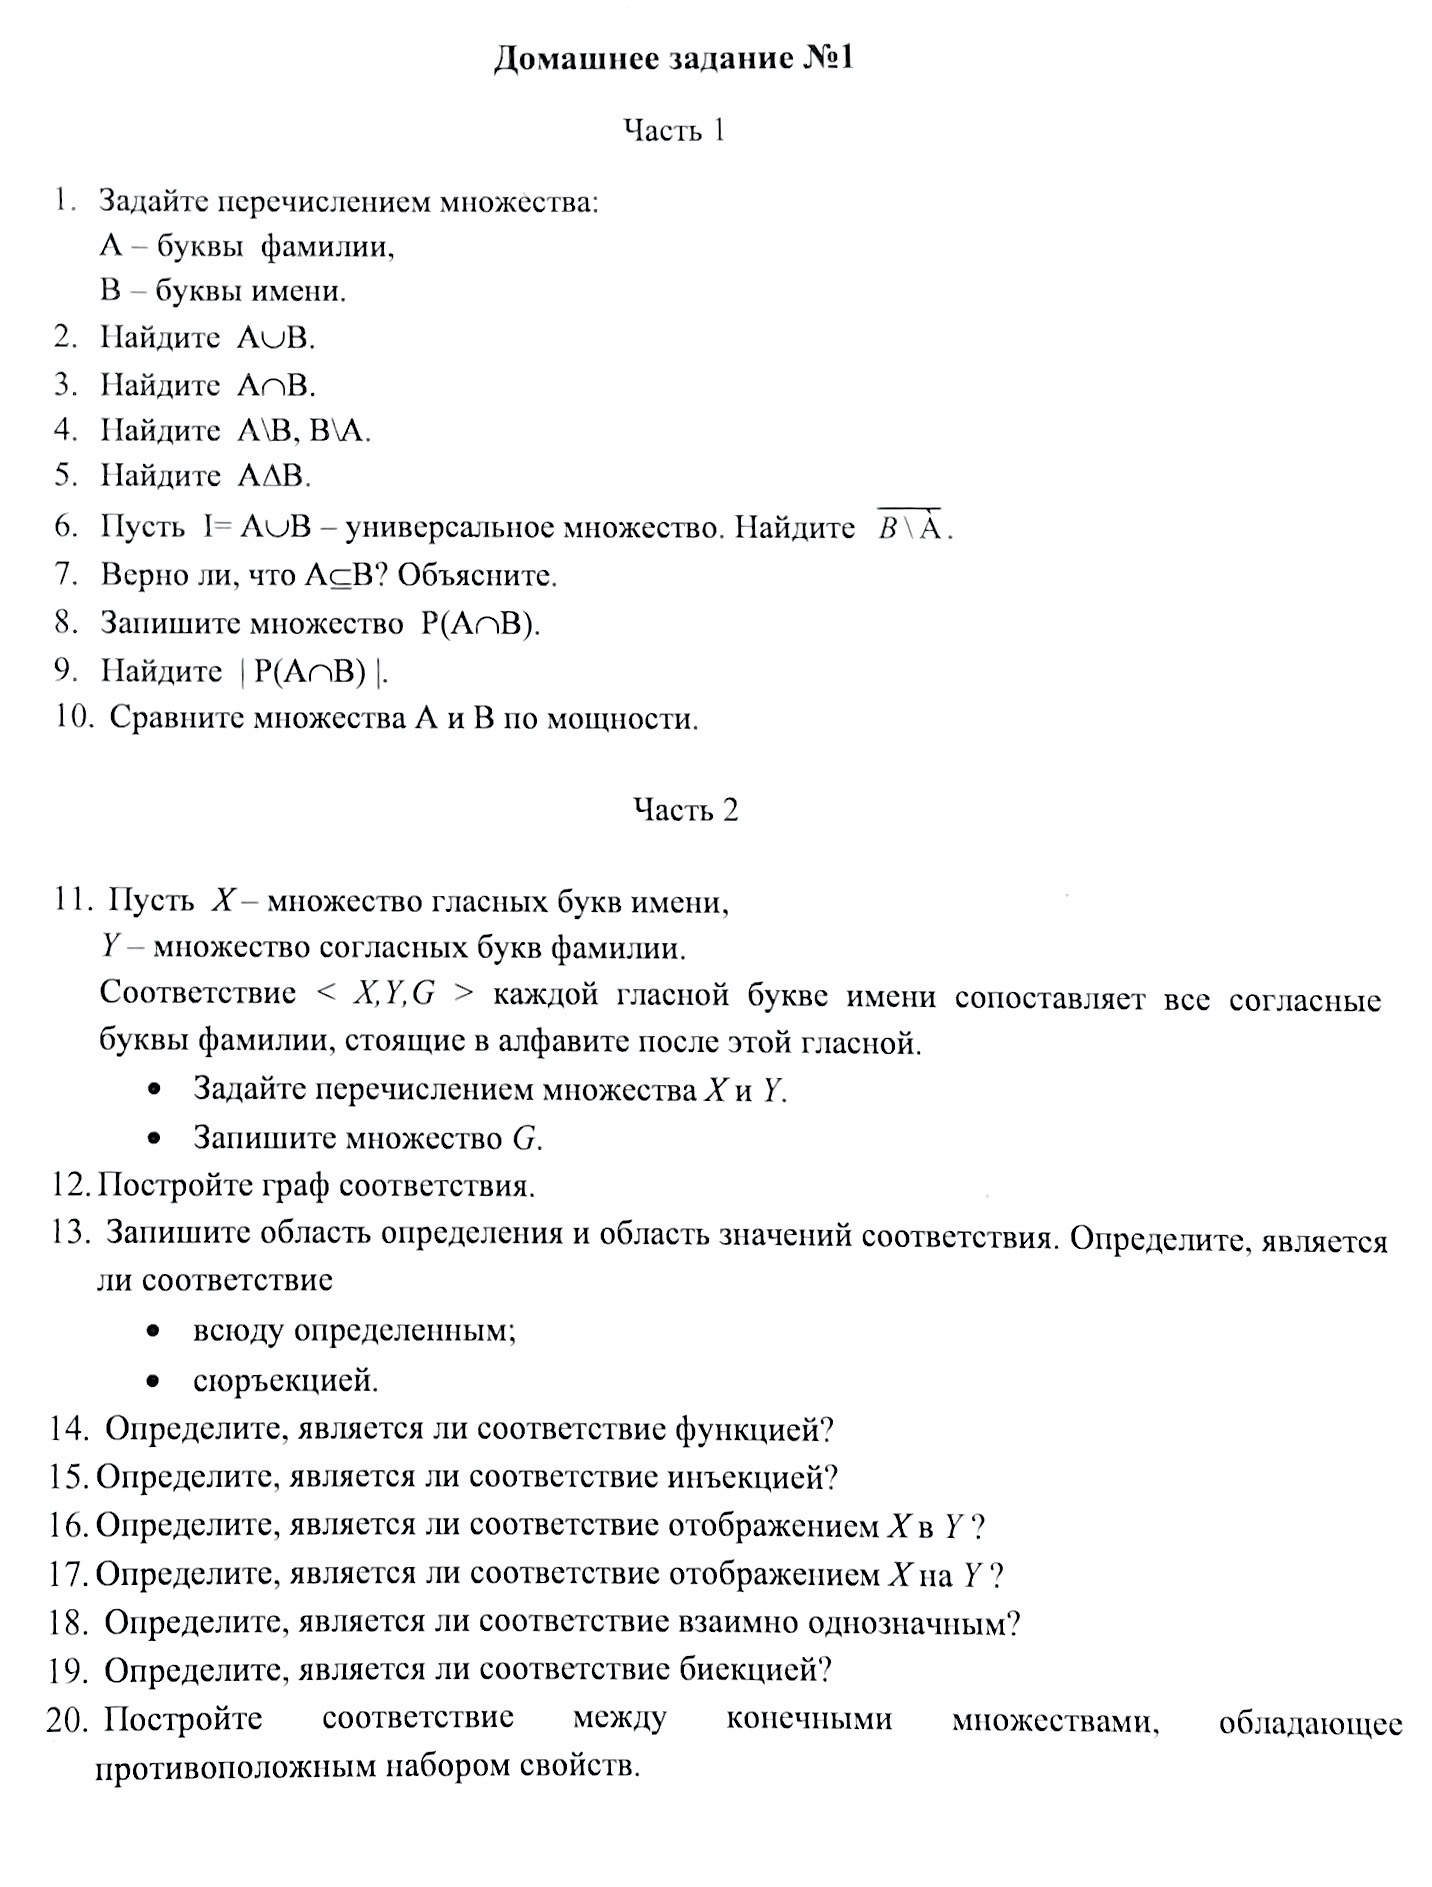 Домашнее задание №1
Часть 1
1. Задайте перечислением множества:
А – буквы фамилии,
В – буквы имени.
2. Найдите А∪В.
3. Найдите А∩В.
4. Найдите А\В, В\А.
5. Найдите А∆В.
6. Пусть I= А∪В – универсальное множество. Найдите \overline{B \ А}.
7. Верно ли, что А⊆В? Объясните.
8. Запишите множество Р(А∩В).
9. Найдите | Р(А∩В) |.
10. Сравните множества А и В по мощности.
Часть 2
11. Пусть X – множество гласных букв имени,
Y – множество согласных букв фамилии.
Соответствие < X,Y,G > каждой гласной букве имени сопоставляет все согласные
буквы фамилии, стоящие в алфавите после этой гласной.
• Задайте перечислением множества X и Y.
• Запишите множество G.
12. Постройте граф соответствия.
13. Запишите область определения и область значений соответствия. Определите, является
ли соответствие
• всюду определенным;
• сюръекцией.
14. Определите, является ли соответствие функцией?
15. Определите, является ли соответствие инъекцией?
16. Определите, является ли соответствие отображением X в Y ?
17. Определите, является ли соответствие отображением X на Y ?
18. Определите, является ли соответствие взаимно однозначным?
19. Определите, является ли соответствие биекцией?
20. Постройте соответствие между конечными множествами, обладающее
противоположным набором свойств.